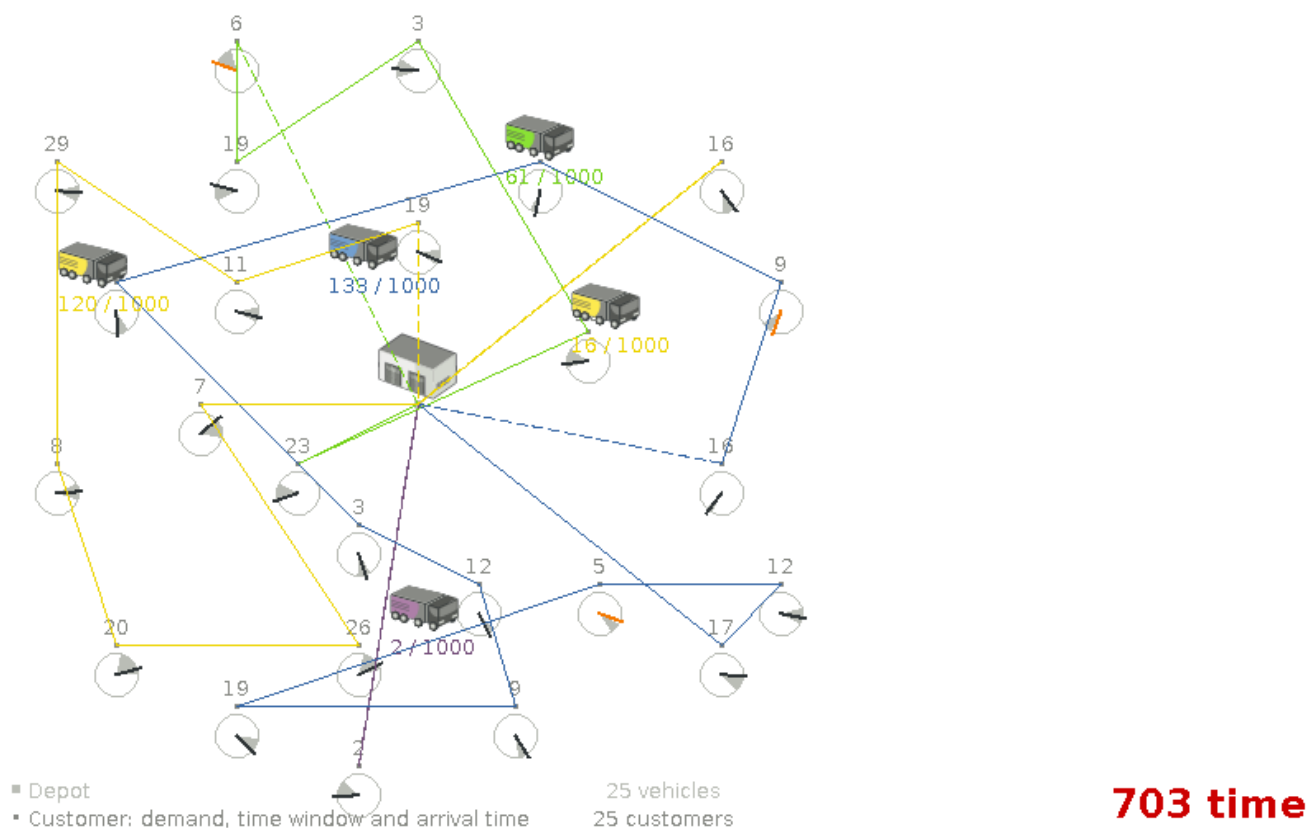 6
3
29
19
16
61 / 1000
19
11
9
133 / 1000
120 / 1000
16 / 1000
7
8
23
16
3
12
5
12
20
26
2 / 1000
17
19
9
2
Depot
25 vehicles
703 time
Customer: demand, time window and arrival time
25 customers